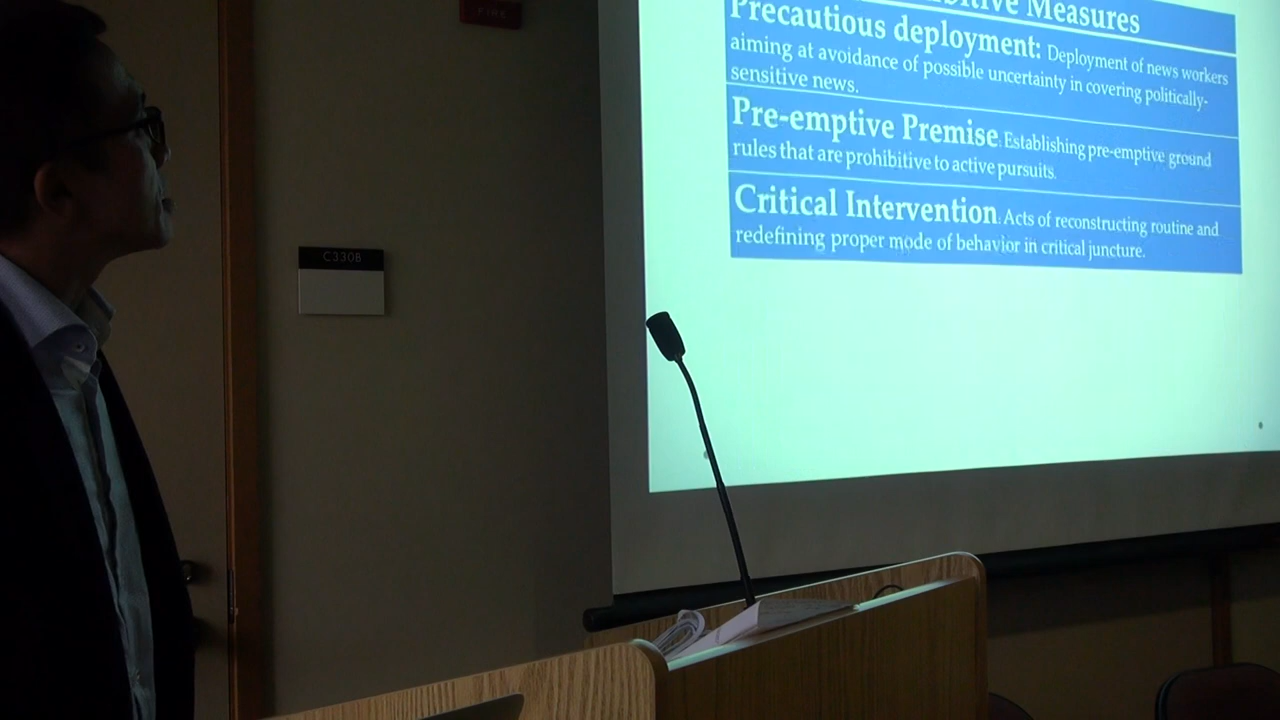 Measures
Precautious deployment: Deployment of news workers
aiming at avoidance of possible uncertainty in covering politically-
sensitive news.
Pre-emptive Premise: Establishing pre-emptive ground
rules that are prohibitive to active pursuits.
Critical Intervention: Acts of reconstructing routine and
redefining proper mode of behavior in critical juncture.
C330B
FIRE